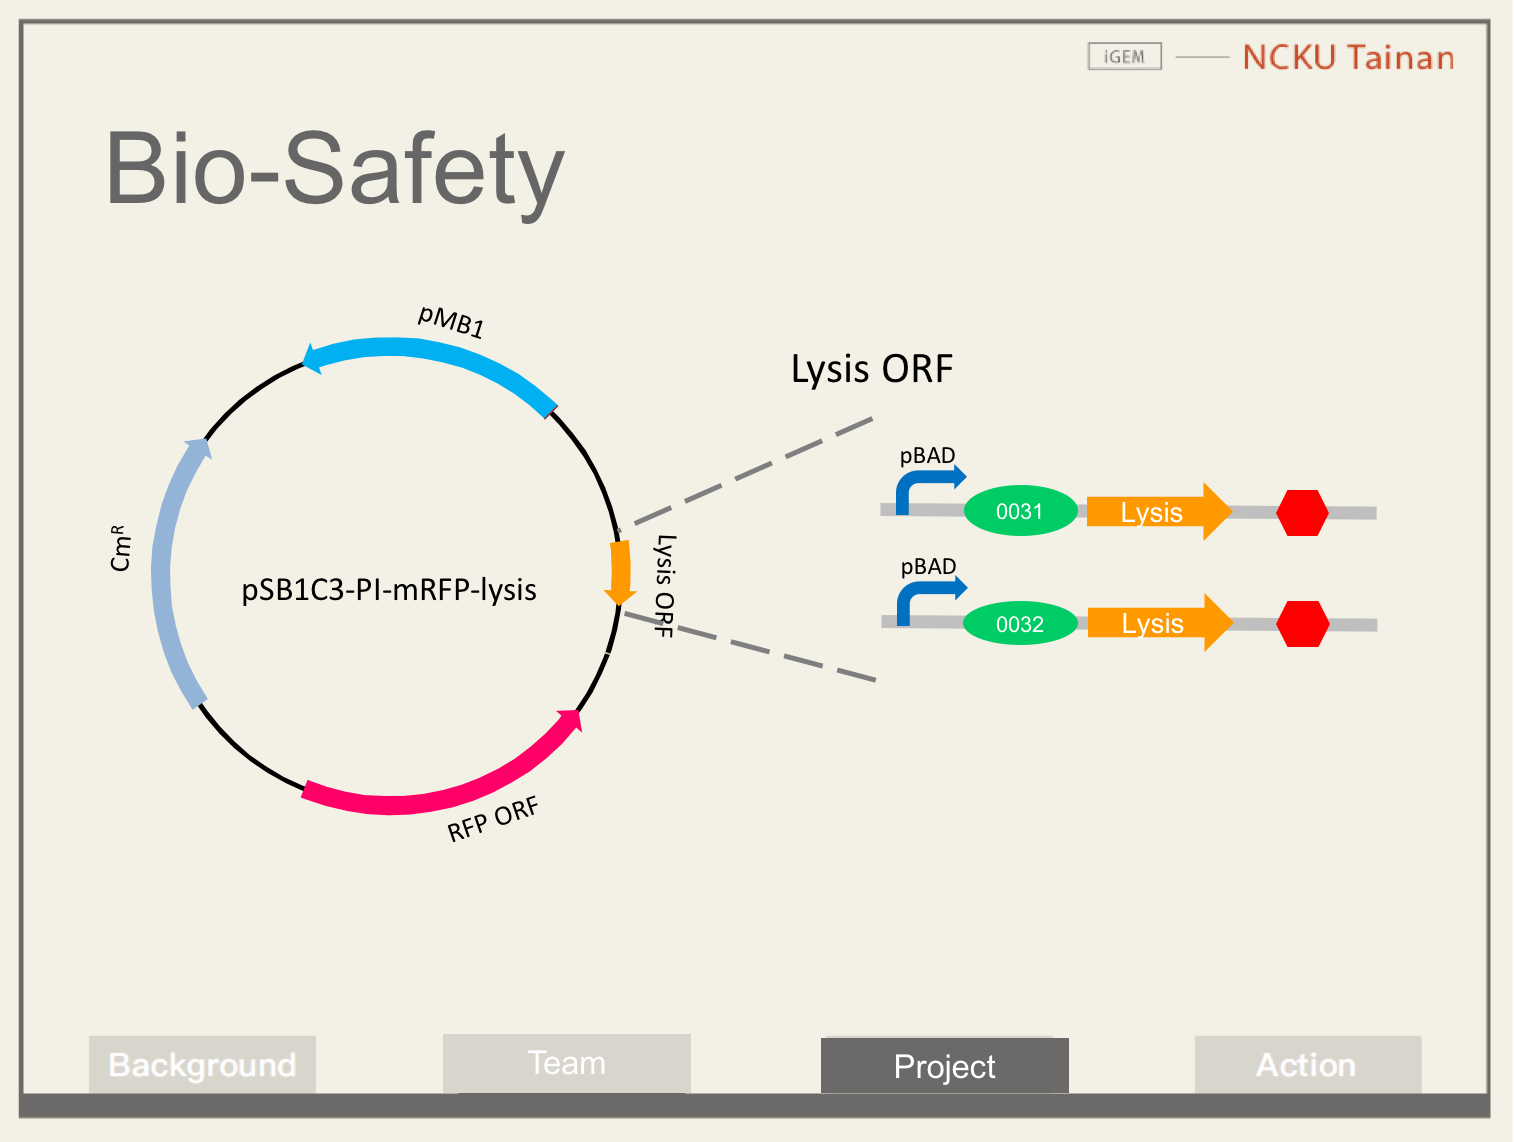 iGEM
NCKU Tainan
Bio-Safety
pMB1
CmR
pSB1C3-PI-mRFP-lysis
Lysis ORF
RFP ORF
Lysis ORF
pBAD
0031
Lysis
pBAD
0032
Lysis
Background
Team
Project
Action